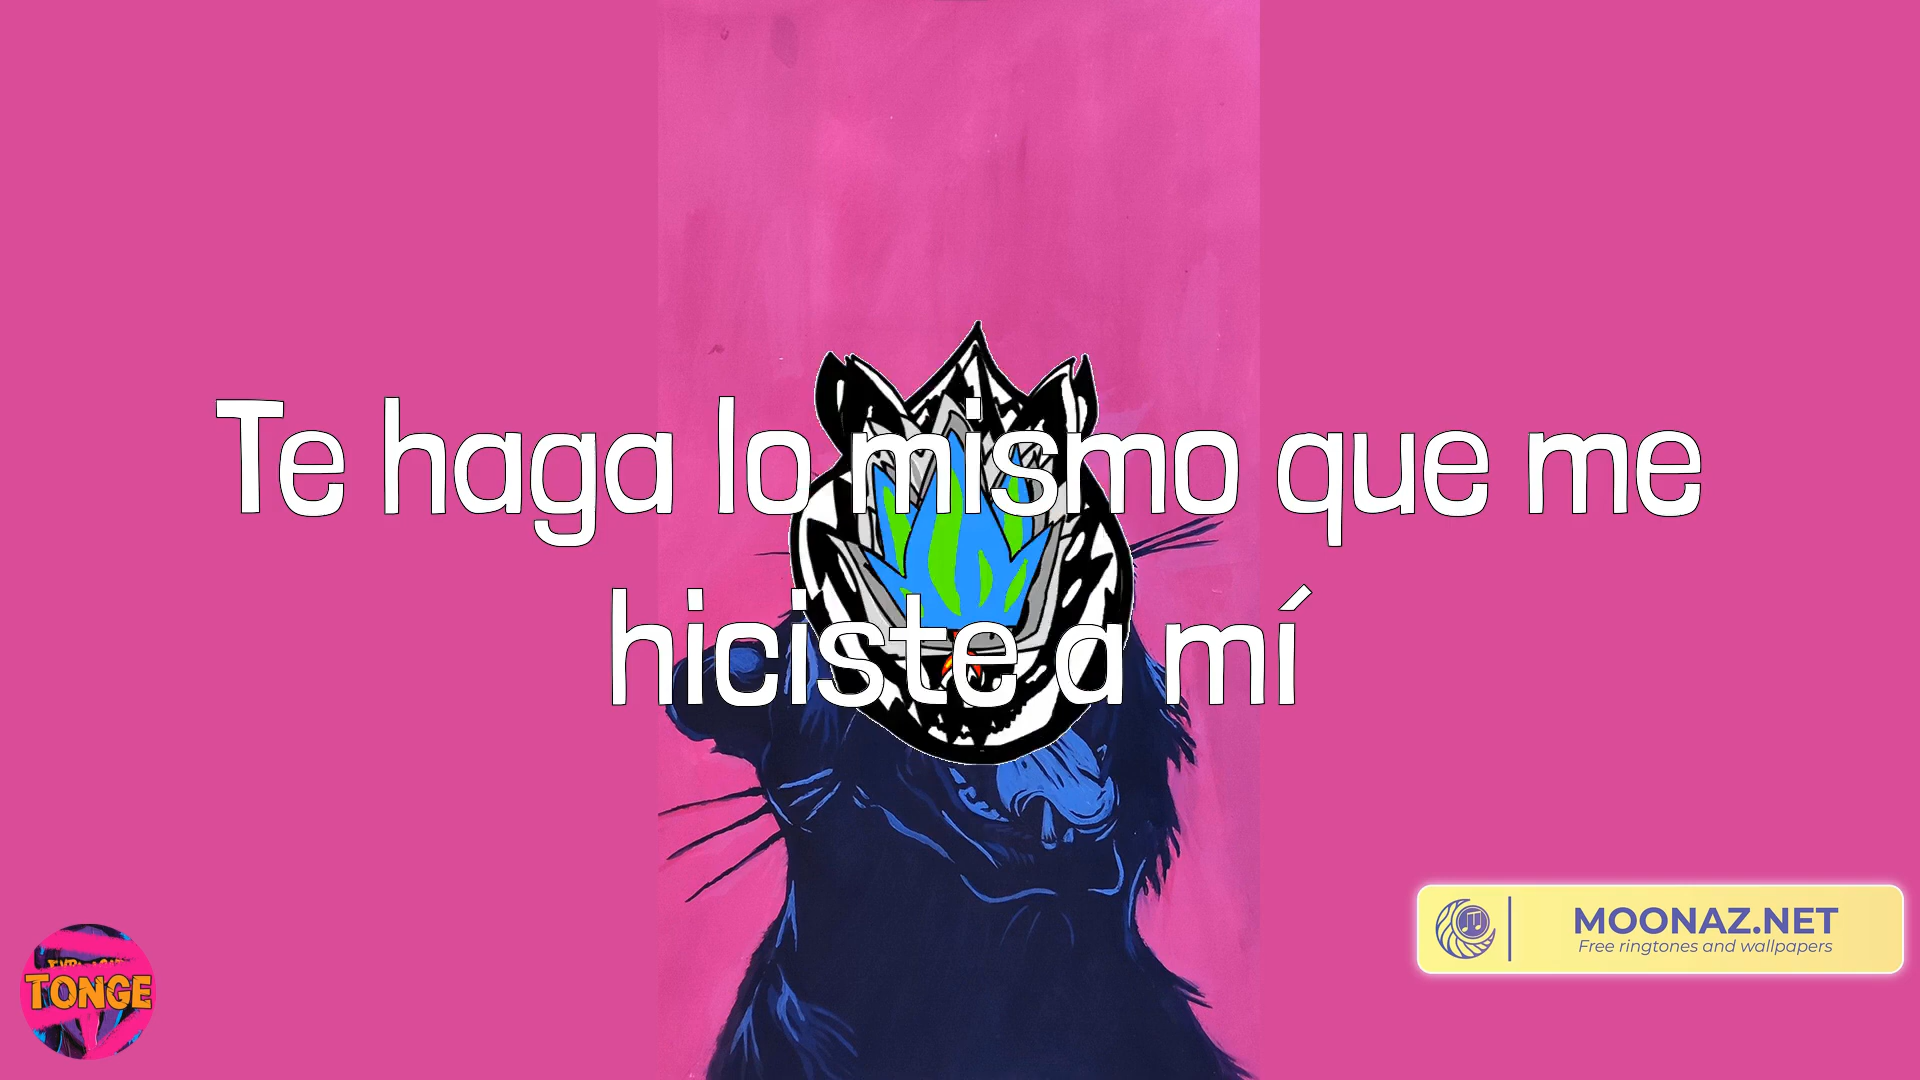 Te haga lo mismo que me
hiciste a mí
TONGE
MOONAZ.NET
Free ringtones and wallpapers